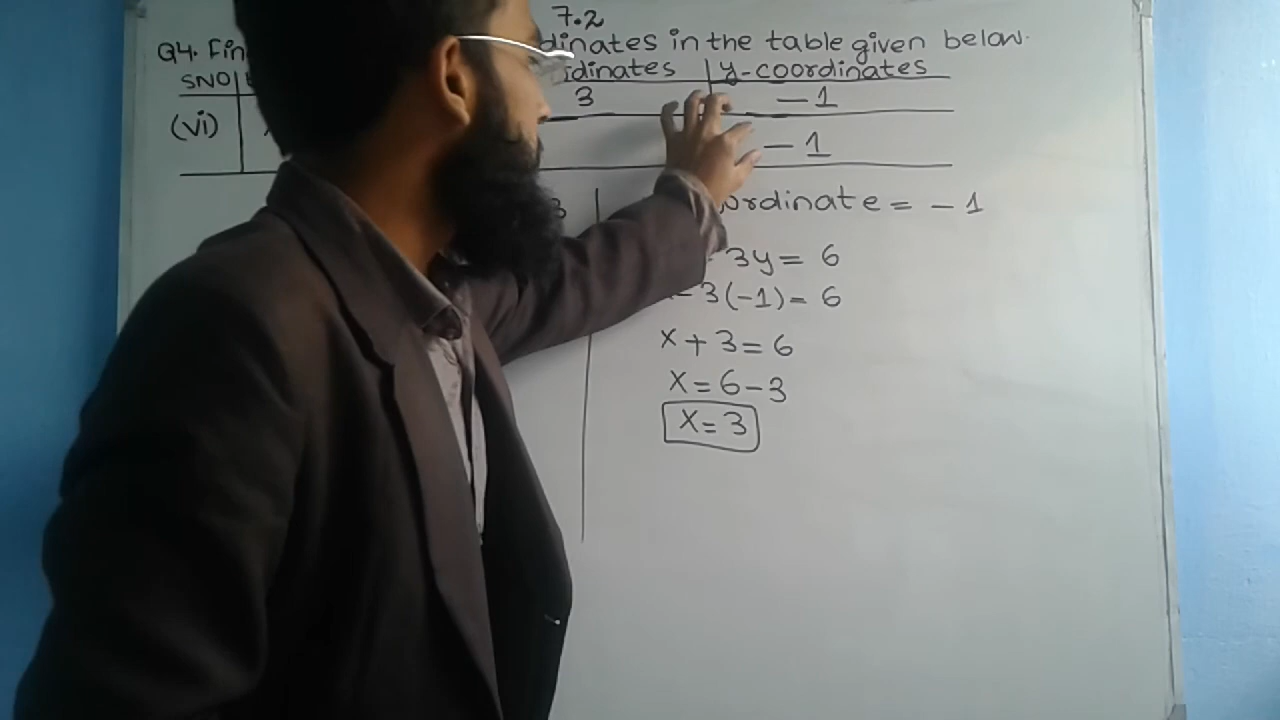 7.2
Q4. Fin dinates in the table given below.
SNO dinates y-coordinates
3 -1
(vi) -1
3 ordinate = -1
3y = 6
- 3(-1) = 6
x + 3 = 6
x = 6 - 3
x = 3